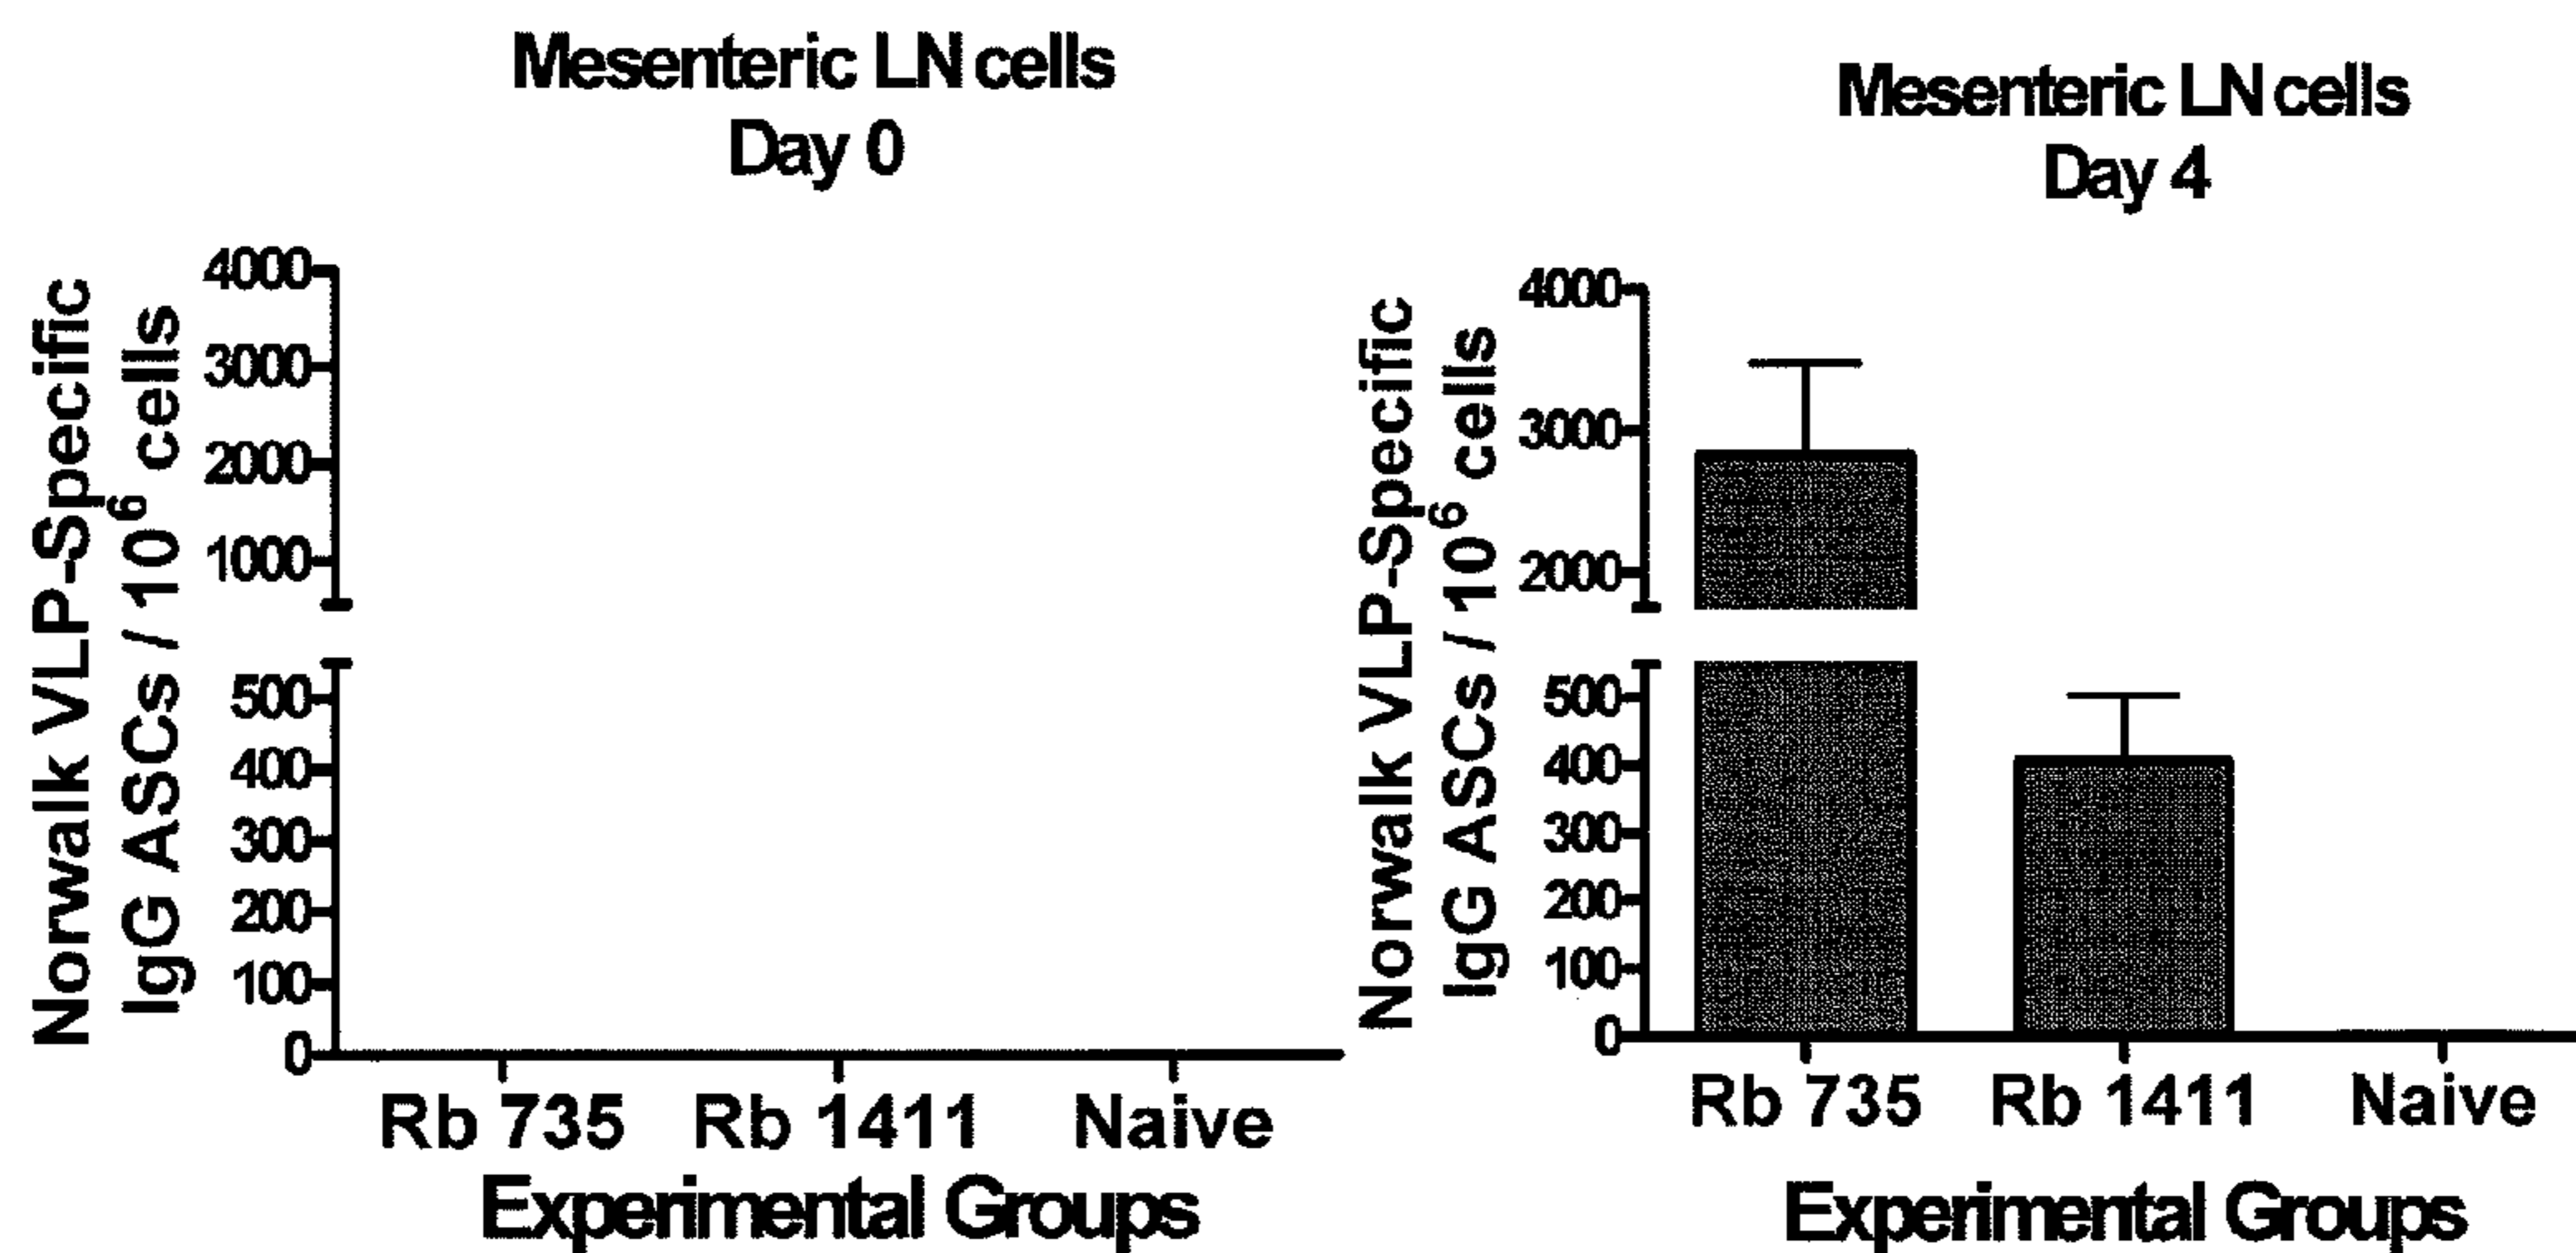 Mesenteric LN cells
Day 0
Norwalk VLP-Specific
IgG ASCs / 10⁶ cells
4000
3000
2000
1000
500
400
300
200
100
0
Rb 735 Rb 1411 Naive
Experimental Groups
Mesenteric LN cells
Day 4
Norwalk VLP-Specific
IgG ASCs / 10⁶ cells
4000
3000
2000
500
400
300
200
100
0
Rb 735 Rb 1411 Naive
Experimental Groups